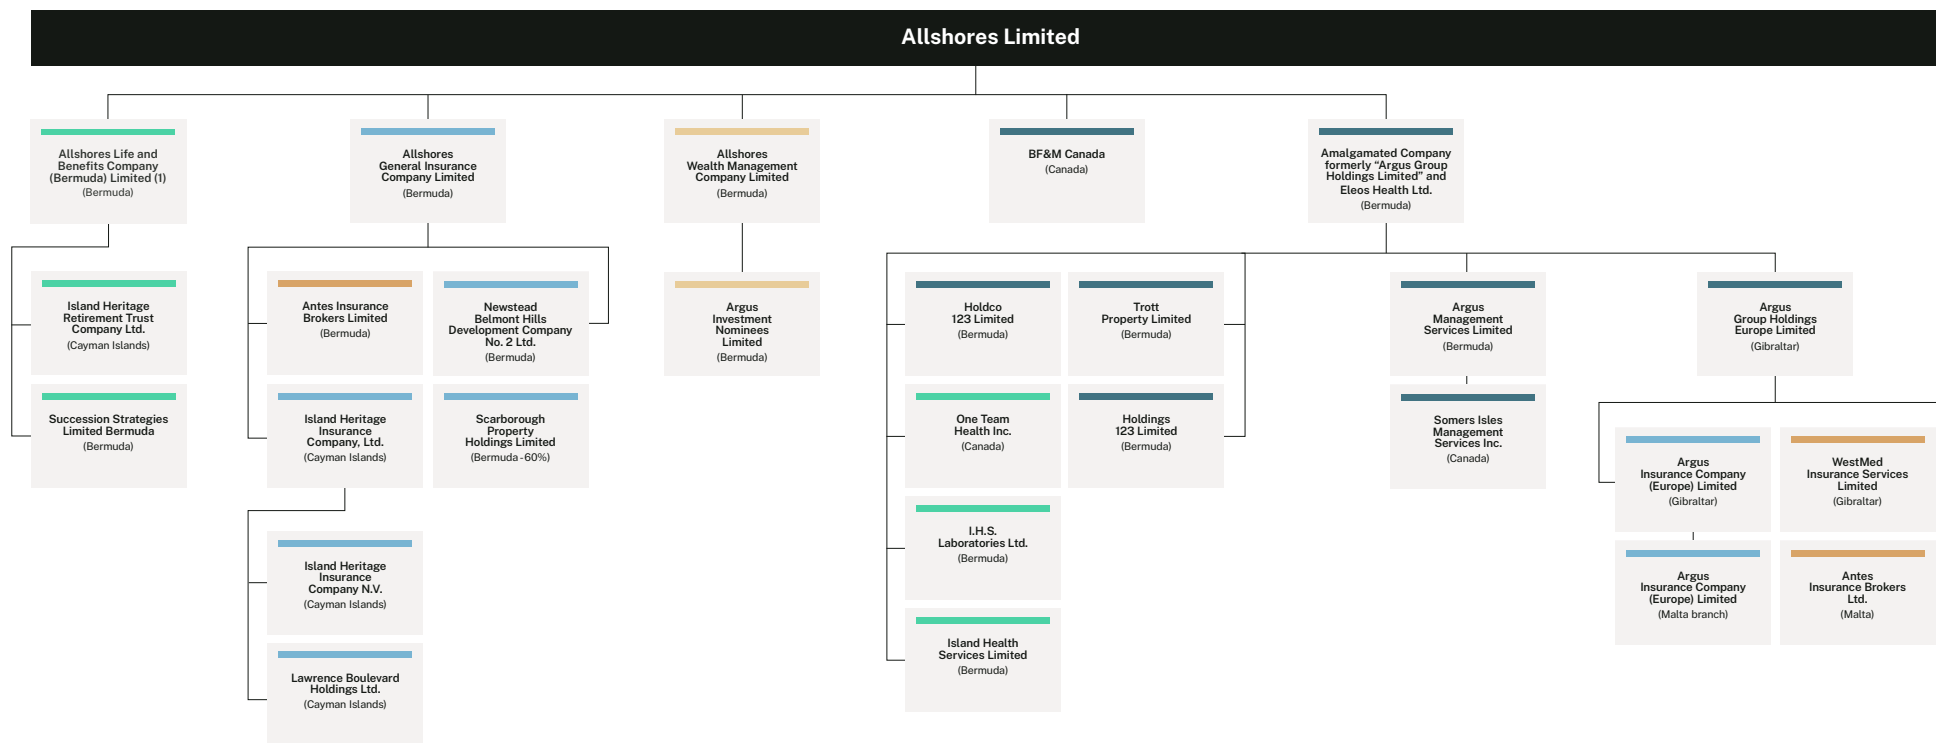 Allshores Limited
Allshores Life and
Benefits Company
(Bermuda) Limited (1)
(Bermuda)
Allshores
General Insurance
Company Limited
(Bermuda)
Allshores
Wealth Management
Company Limited
(Bermuda)
BF&M Canada
(Canada)
Amalgamated Company
formerly “Argus Group
Holdings Limited” and
Eleos Health Ltd.
(Bermuda)
Island Heritage
Retirement Trust
Company Ltd.
(Cayman Islands)
Antes Insurance
Brokers Limited
(Bermuda)
Newstead
Belmont Hills
Development Company
No. 2 Ltd.
(Bermuda)
Argus
Investment
Nominees
Limited
(Bermuda)
Holdco
123 Limited
(Bermuda)
Trott
Property Limited
(Bermuda)
Argus
Management
Services Limited
(Bermuda)
Argus
Group Holdings
Europe Limited
(Gibraltar)
Succession Strategies
Limited Bermuda
(Bermuda)
Island Heritage
Insurance
Company, Ltd.
(Cayman Islands)
Scarborough
Property
Holdings Limited
(Bermuda - 60%)
One Team
Health Inc.
(Canada)
Holdings
123 Limited
(Bermuda)
Somers Isles
Management
Services Inc.
(Canada)
Argus
Insurance Company
(Europe) Limited
(Gibraltar)
WestMed
Insurance Services
Limited
(Gibraltar)
Island Heritage
Insurance
Company N.V.
(Cayman Islands)
I.H.S.
Laboratories Ltd.
(Bermuda)
Argus
Insurance Company
(Europe) Limited
(Malta branch)
Antes
Insurance Brokers
Ltd.
(Malta)
Lawrence Boulevard
Holdings Ltd.
(Cayman Islands)
Island Health
Services Limited
(Bermuda)